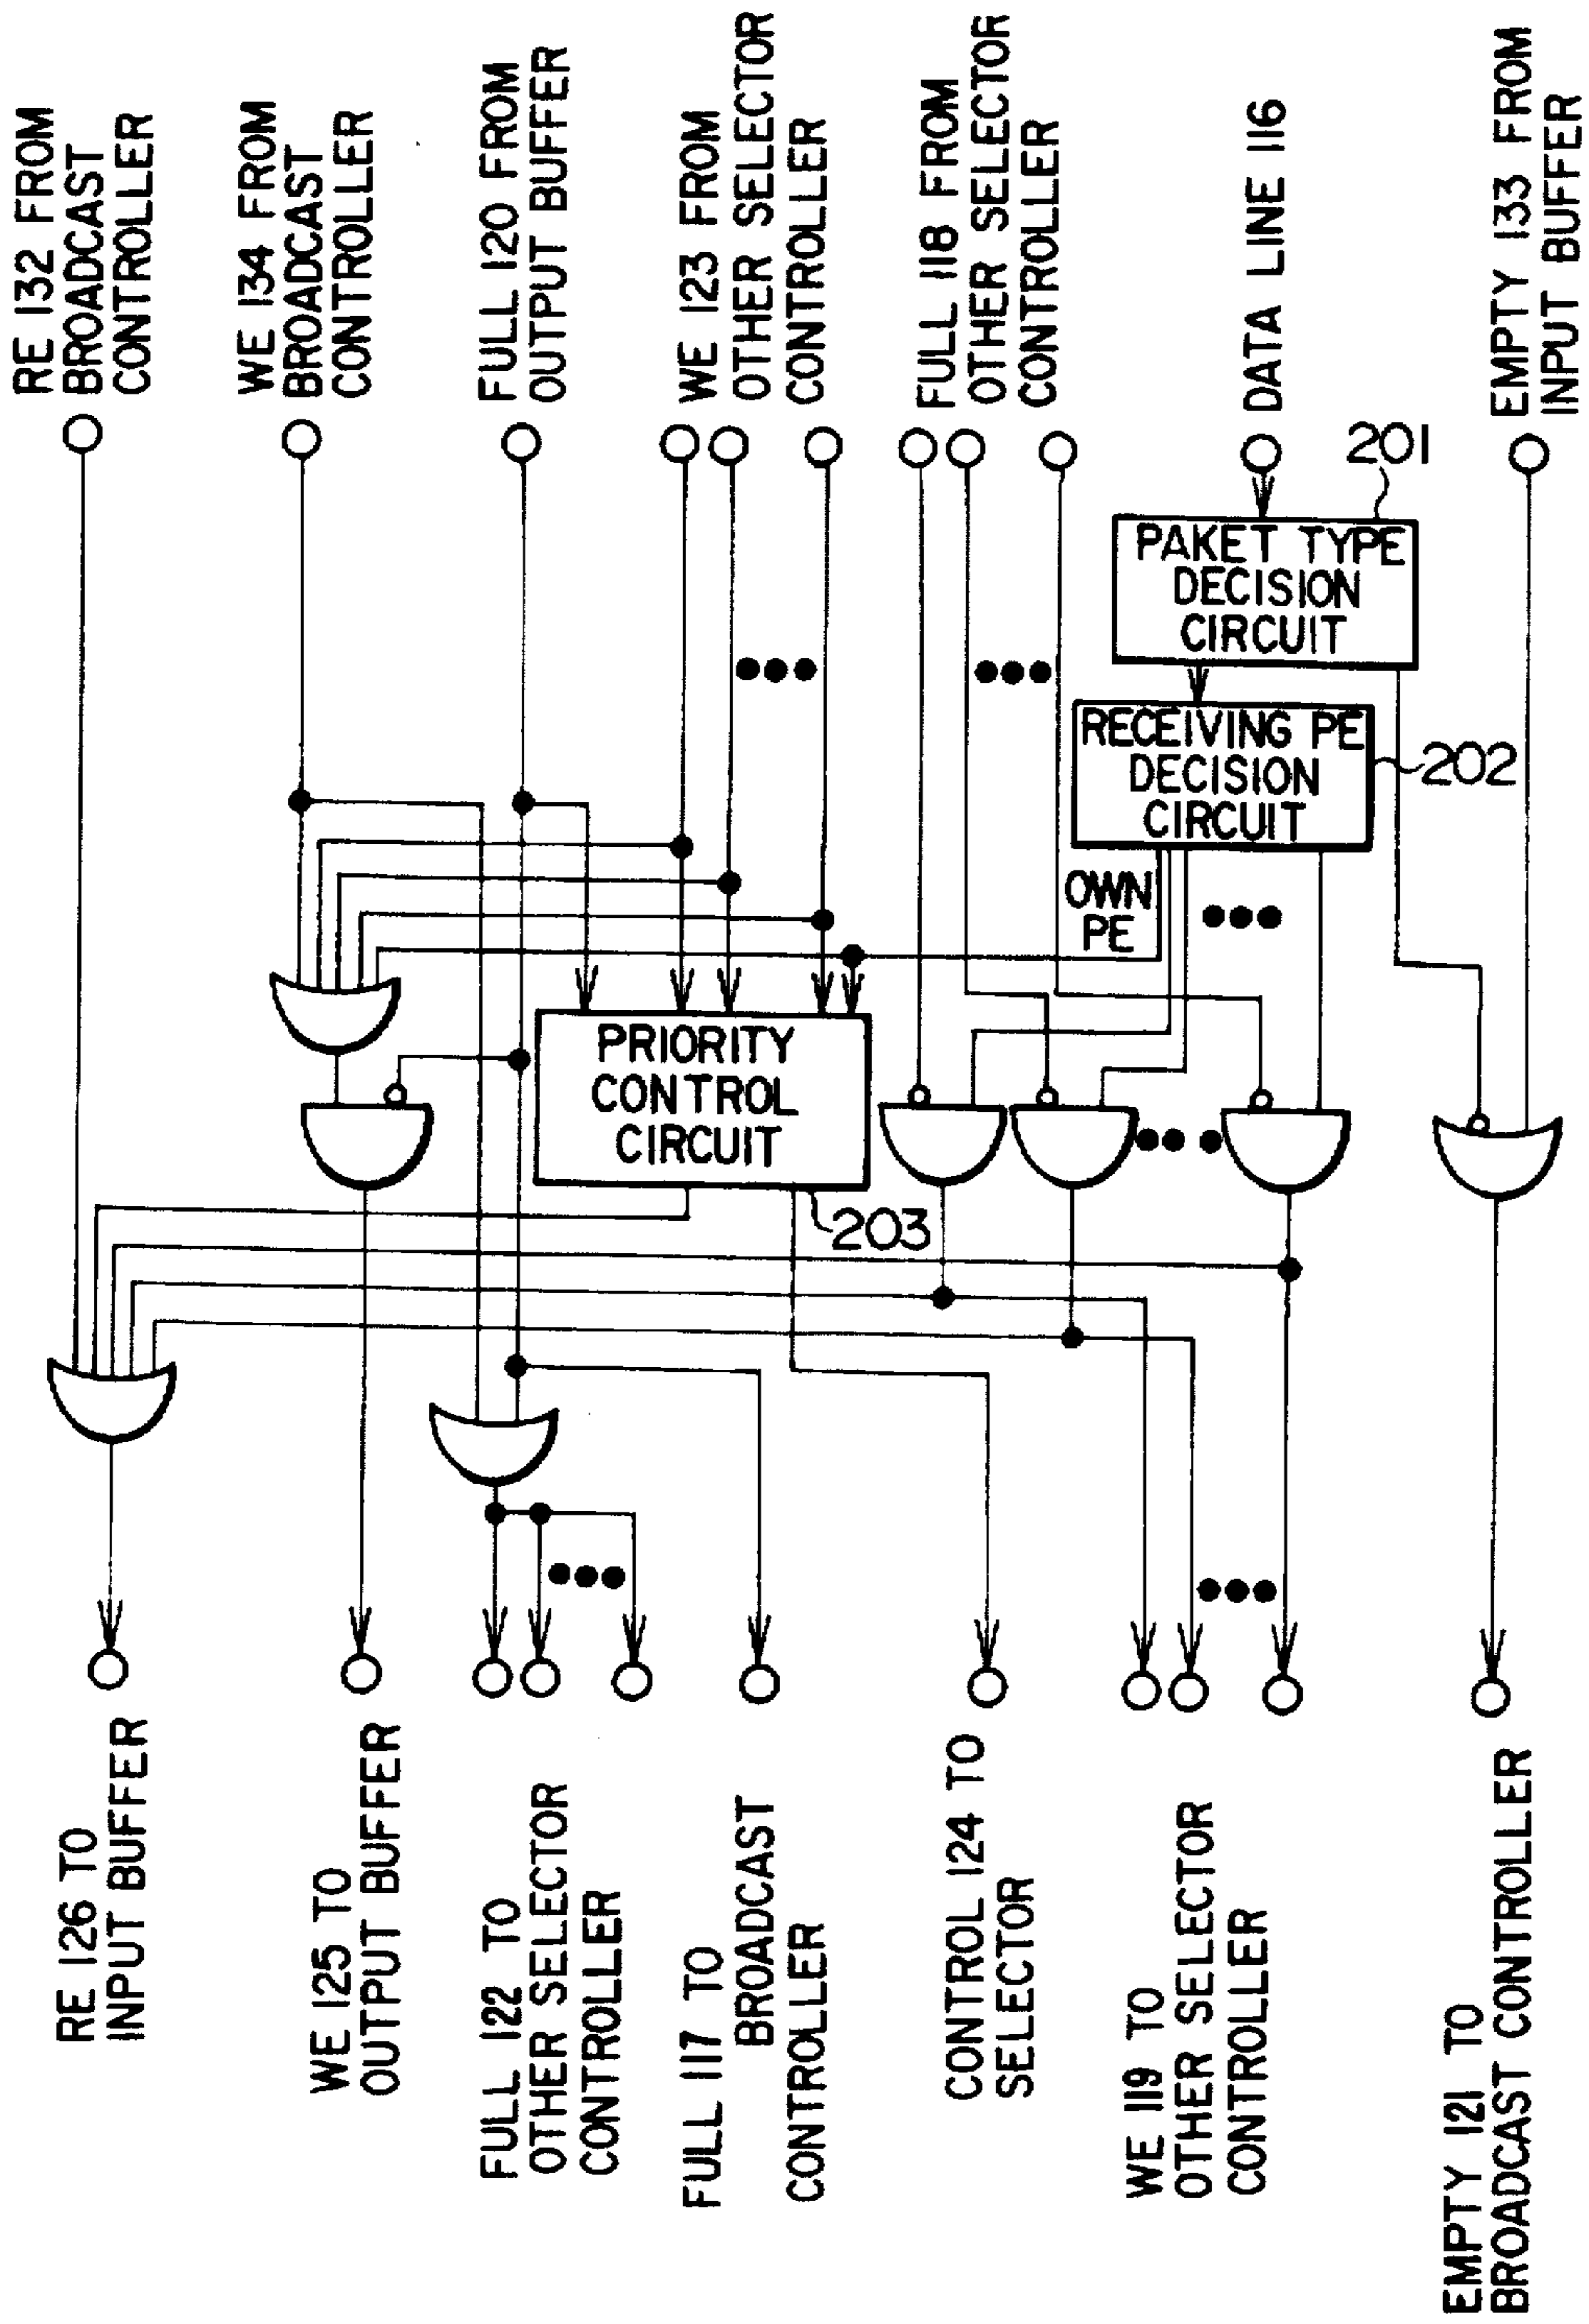 RE 132 FROM
BROADCAST
CONTROLLER
WE 134 FROM
BROADCAST
CONTROLLER
FULL 120 FROM
OUTPUT BUFFER
WE 123 FROM
OTHER SELECTOR
CONTROLLER
FULL 118 FROM
OTHER SELECTOR
CONTROLLER
DATA LINE 116
EMPTY 133 FROM
INPUT BUFFER
201
PAKET TYPE
DECISION
CIRCUIT
RECEIVING PE
DECISION
CIRCUIT
202
OWN
PE
PRIORITY
CONTROL
CIRCUIT
203
RE 126 TO
INPUT BUFFER
WE 125 TO
OUTPUT BUFFER
FULL 122 TO
OTHER SELECTOR
CONTROLLER
FULL 117 TO
BROADCAST
CONTROLLER
CONTROL 124 TO
SELECTOR
WE 119 TO
OTHER SELECTOR
CONTROLLER
EMPTY 121 TO
BROADCAST CONTROLLER